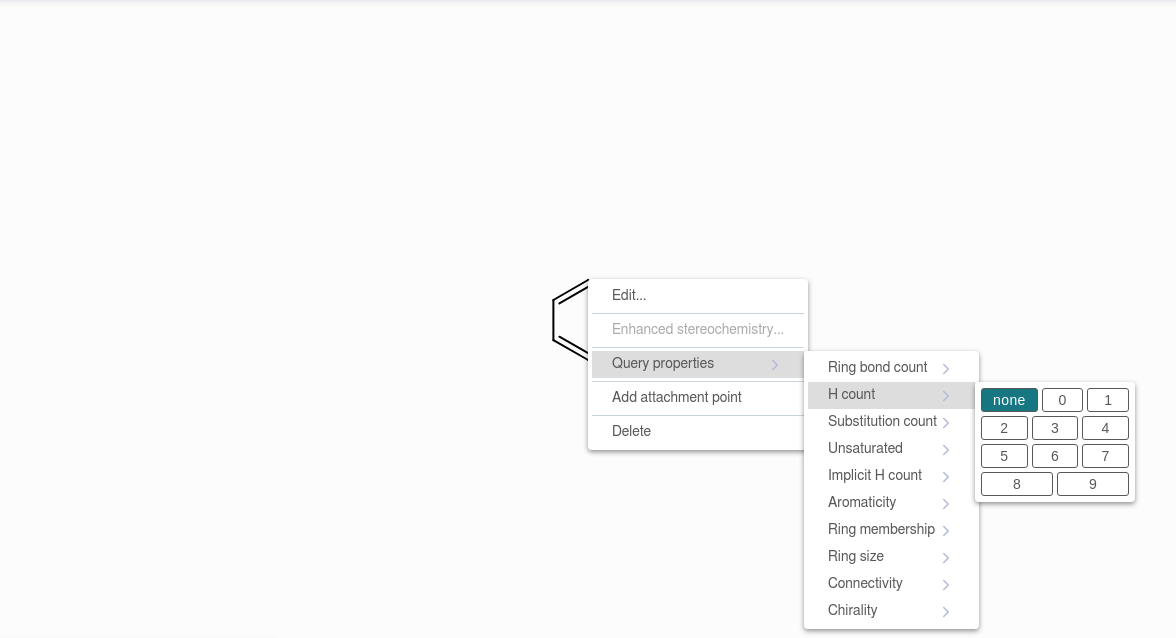 Edit...
Enhanced stereochemistry...
Query properties
Add attachment point
Delete
Ring bond count
H count
Substitution count
Unsaturated
Implicit H count
Aromaticity
Ring membership
Ring size
Connectivity
Chirality
none 0 1
2 3 4
5 6 7
8 9